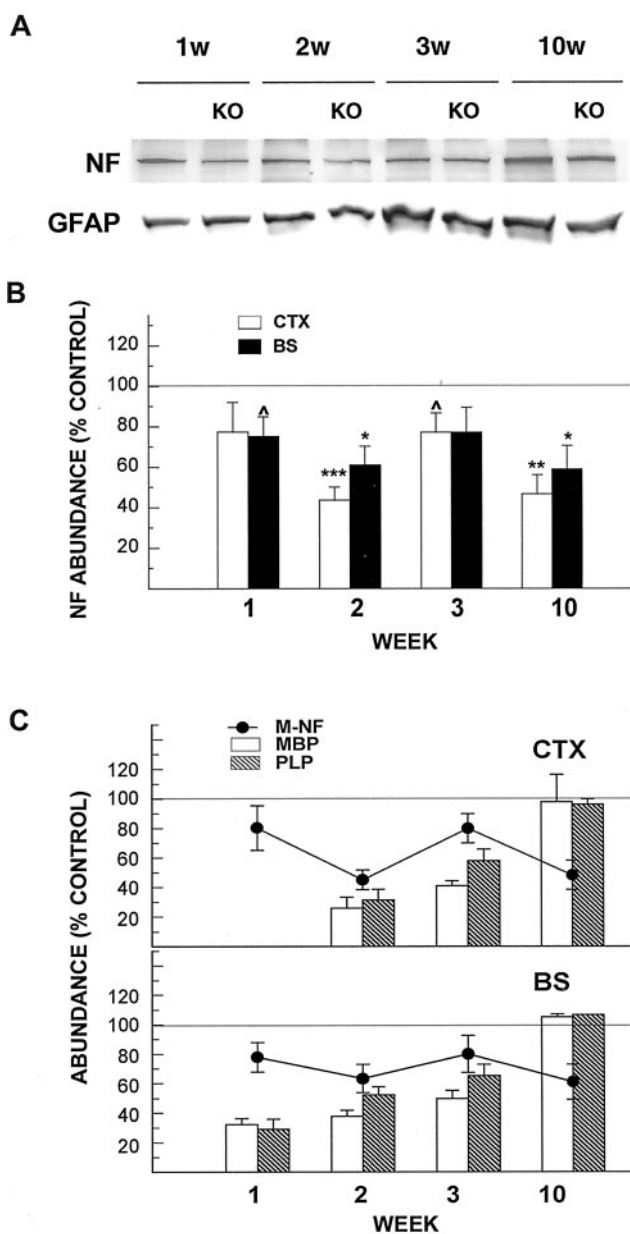 A
1w 2w 3w 10w
KO KO KO KO
NF
GFAP
B
NF ABUNDANCE (% CONTROL)
CTX
BS
120
100
80
60
40
20
^ *** * ^ ** *
1 2 3 10
WEEK
C
ABUNDANCE (% CONTROL)
M-NF
MBP
PLP
CTX
120
100
80
60
40
20
BS
120
100
80
60
40
20
1 2 3 10
WEEK